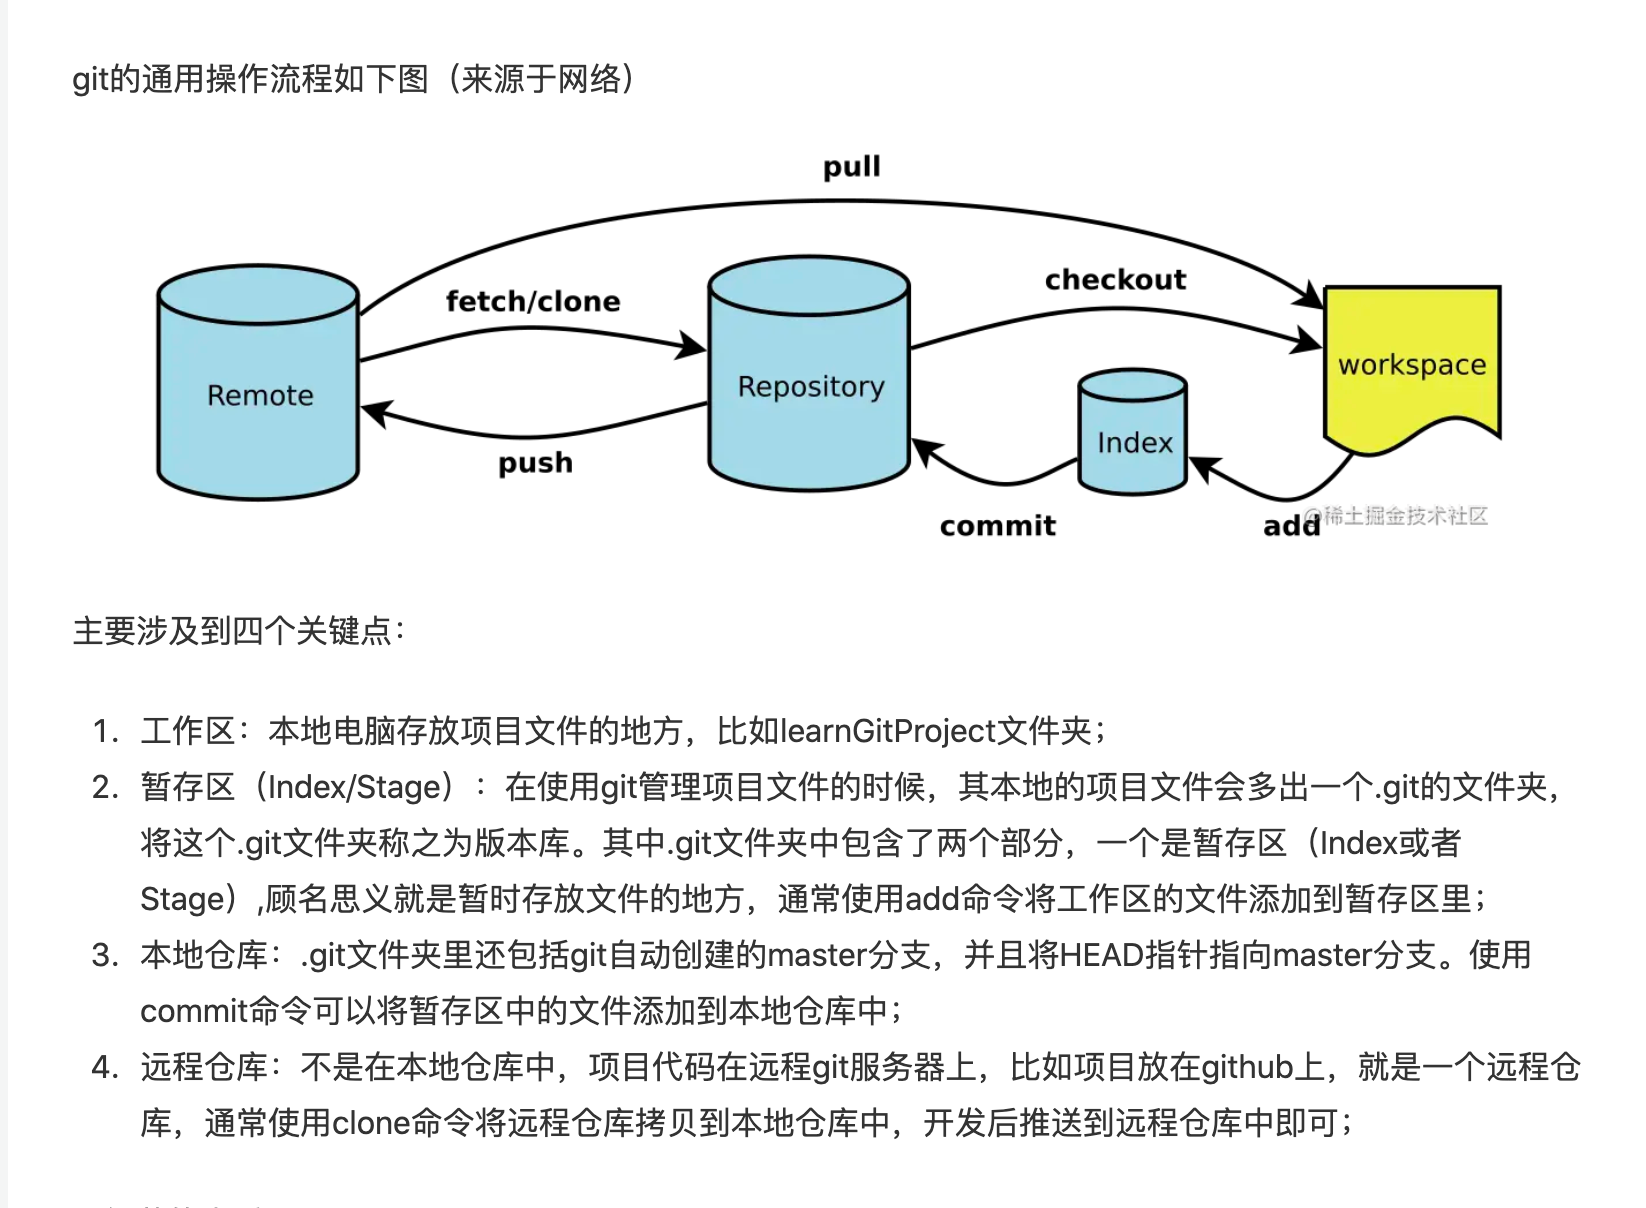 git的通用操作流程如下图（来源于网络）
pull
fetch/clone
checkout
Remote
Repository
workspace
Index
push
commit
add
@稀土掘金技术社区
主要涉及到四个关键点：
1. 工作区：本地电脑存放项目文件的地方，比如learnGitProject文件夹；
2. 暂存区（Index/Stage）：在使用git管理项目文件的时候，其本地的项目文件会多出一个.git的文件夹，
将这个.git文件夹称之为版本库。其中.git文件夹中包含了两个部分，一个是暂存区（Index或者
Stage）,顾名思义就是暂时存放文件的地方，通常使用add命令将工作区的文件添加到暂存区里；
3. 本地仓库：.git文件夹里还包括git自动创建的master分支，并且将HEAD指针指向master分支。使用
commit命令可以将暂存区中的文件添加到本地仓库中；
4. 远程仓库：不是在本地仓库中，项目代码在远程git服务器上，比如项目放在github上，就是一个远程仓
库，通常使用clone命令将远程仓库拷贝到本地仓库中，开发后推送到远程仓库中即可；